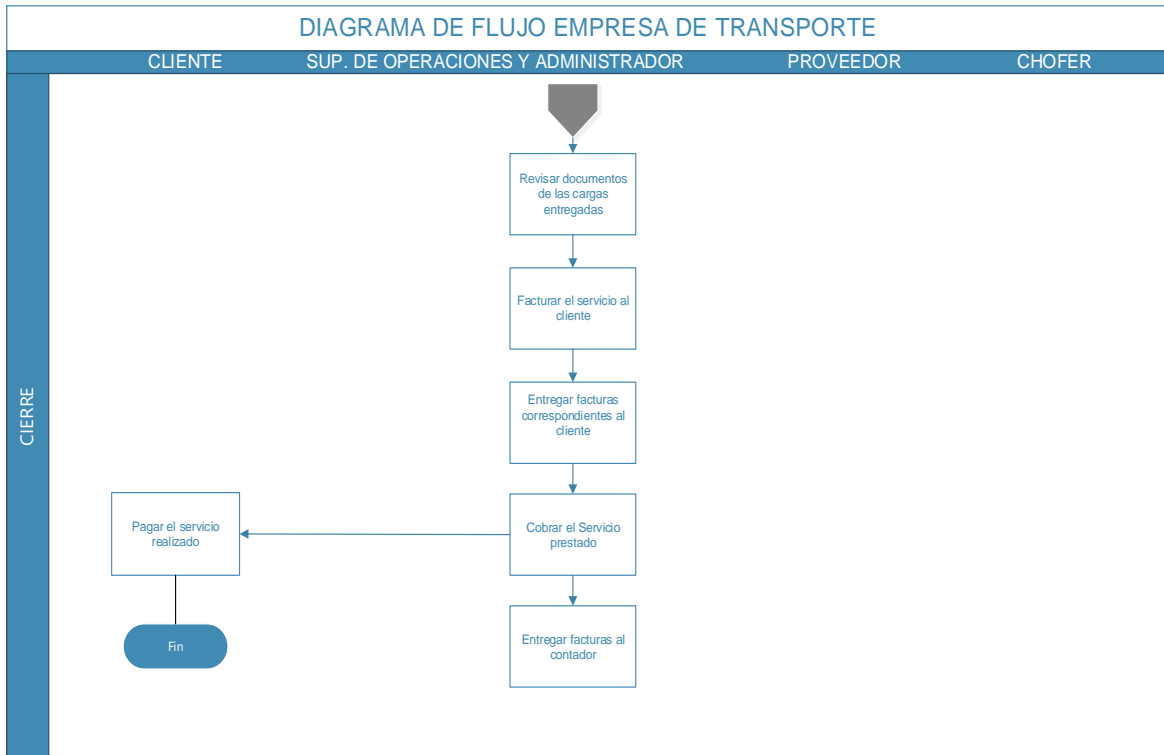 DIAGRAMA DE FLUJO EMPRESA DE TRANSPORTE
CLIENTE
SUP. DE OPERACIONES Y ADMINISTRADOR
PROVEEDOR
CHOFER
CIERRE
Revisar documentos
de las cargas
entregadas
Facturar el servicio al
cliente
Entregar facturas
correspondientes al
cliente
Pagar el servicio
realizado
Cobrar el Servicio
prestado
Fin
Entregar facturas al
contador